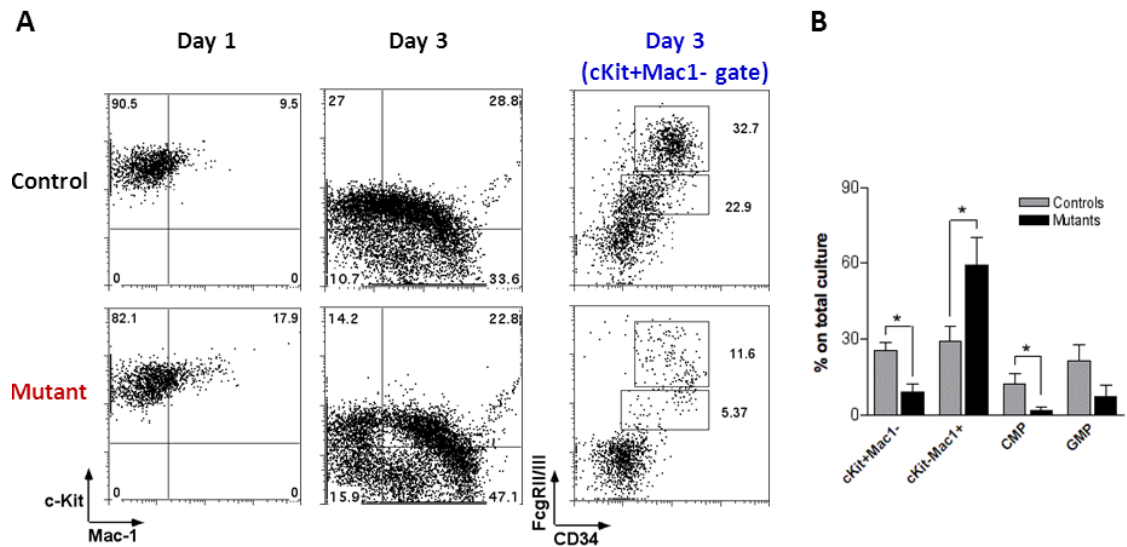 A
B
Day 1
Day 3
Day 3
(cKit+Mac1- gate)
Control
90.5
9.5
0
0
27
28.8
10.7
33.6
32.7
22.9
Mutant
82.1
17.9
0
0
14.2
22.8
15.9
47.1
11.6
5.37
c-Kit
Mac-1
FcgRII/III
CD34
% on total culture
90
60
30
0
Controls
Mutants
*
*
*
cKit+Mac1-
cKit-Mac1+
CMP
GMP